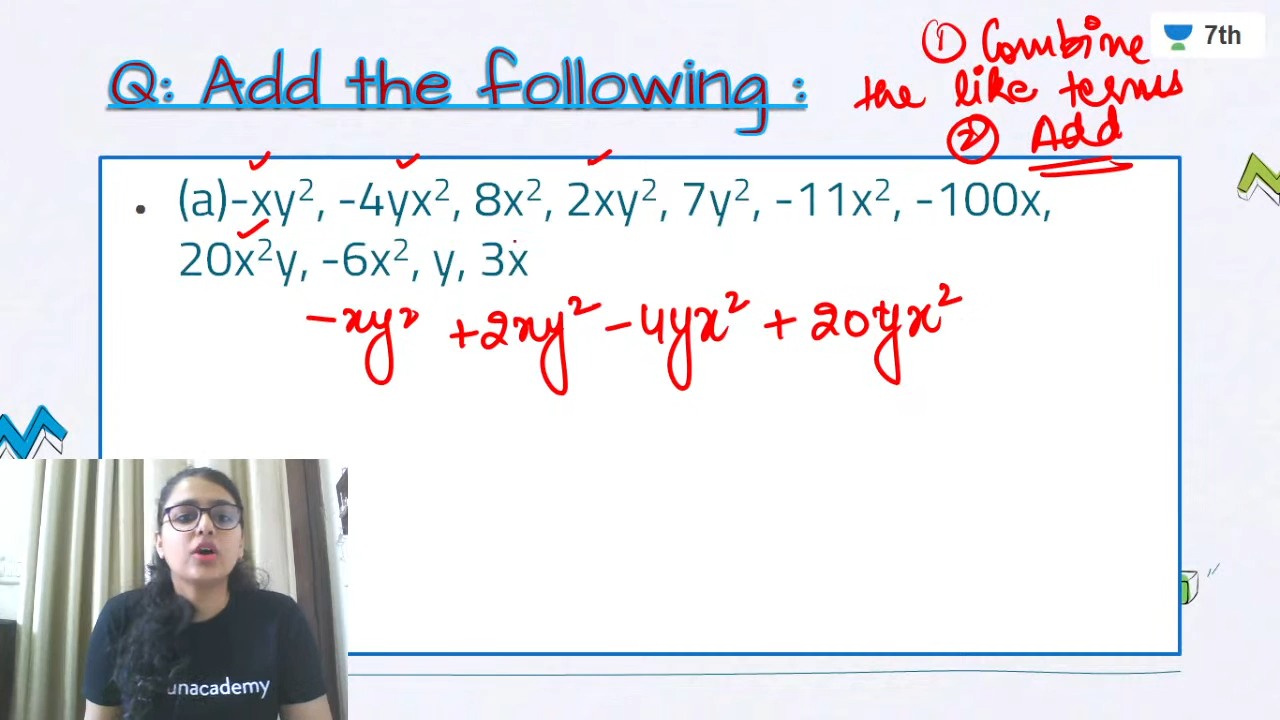 ① Combine
the like terms
② Add
7th
Q: Add the following :
• (a)-xy², -4yx², 8x², 2xy², 7y², -11x², -100x,
20x²y, -6x², y, 3x
-xy² +2xy² -4yx² + 20yx²
unacademy